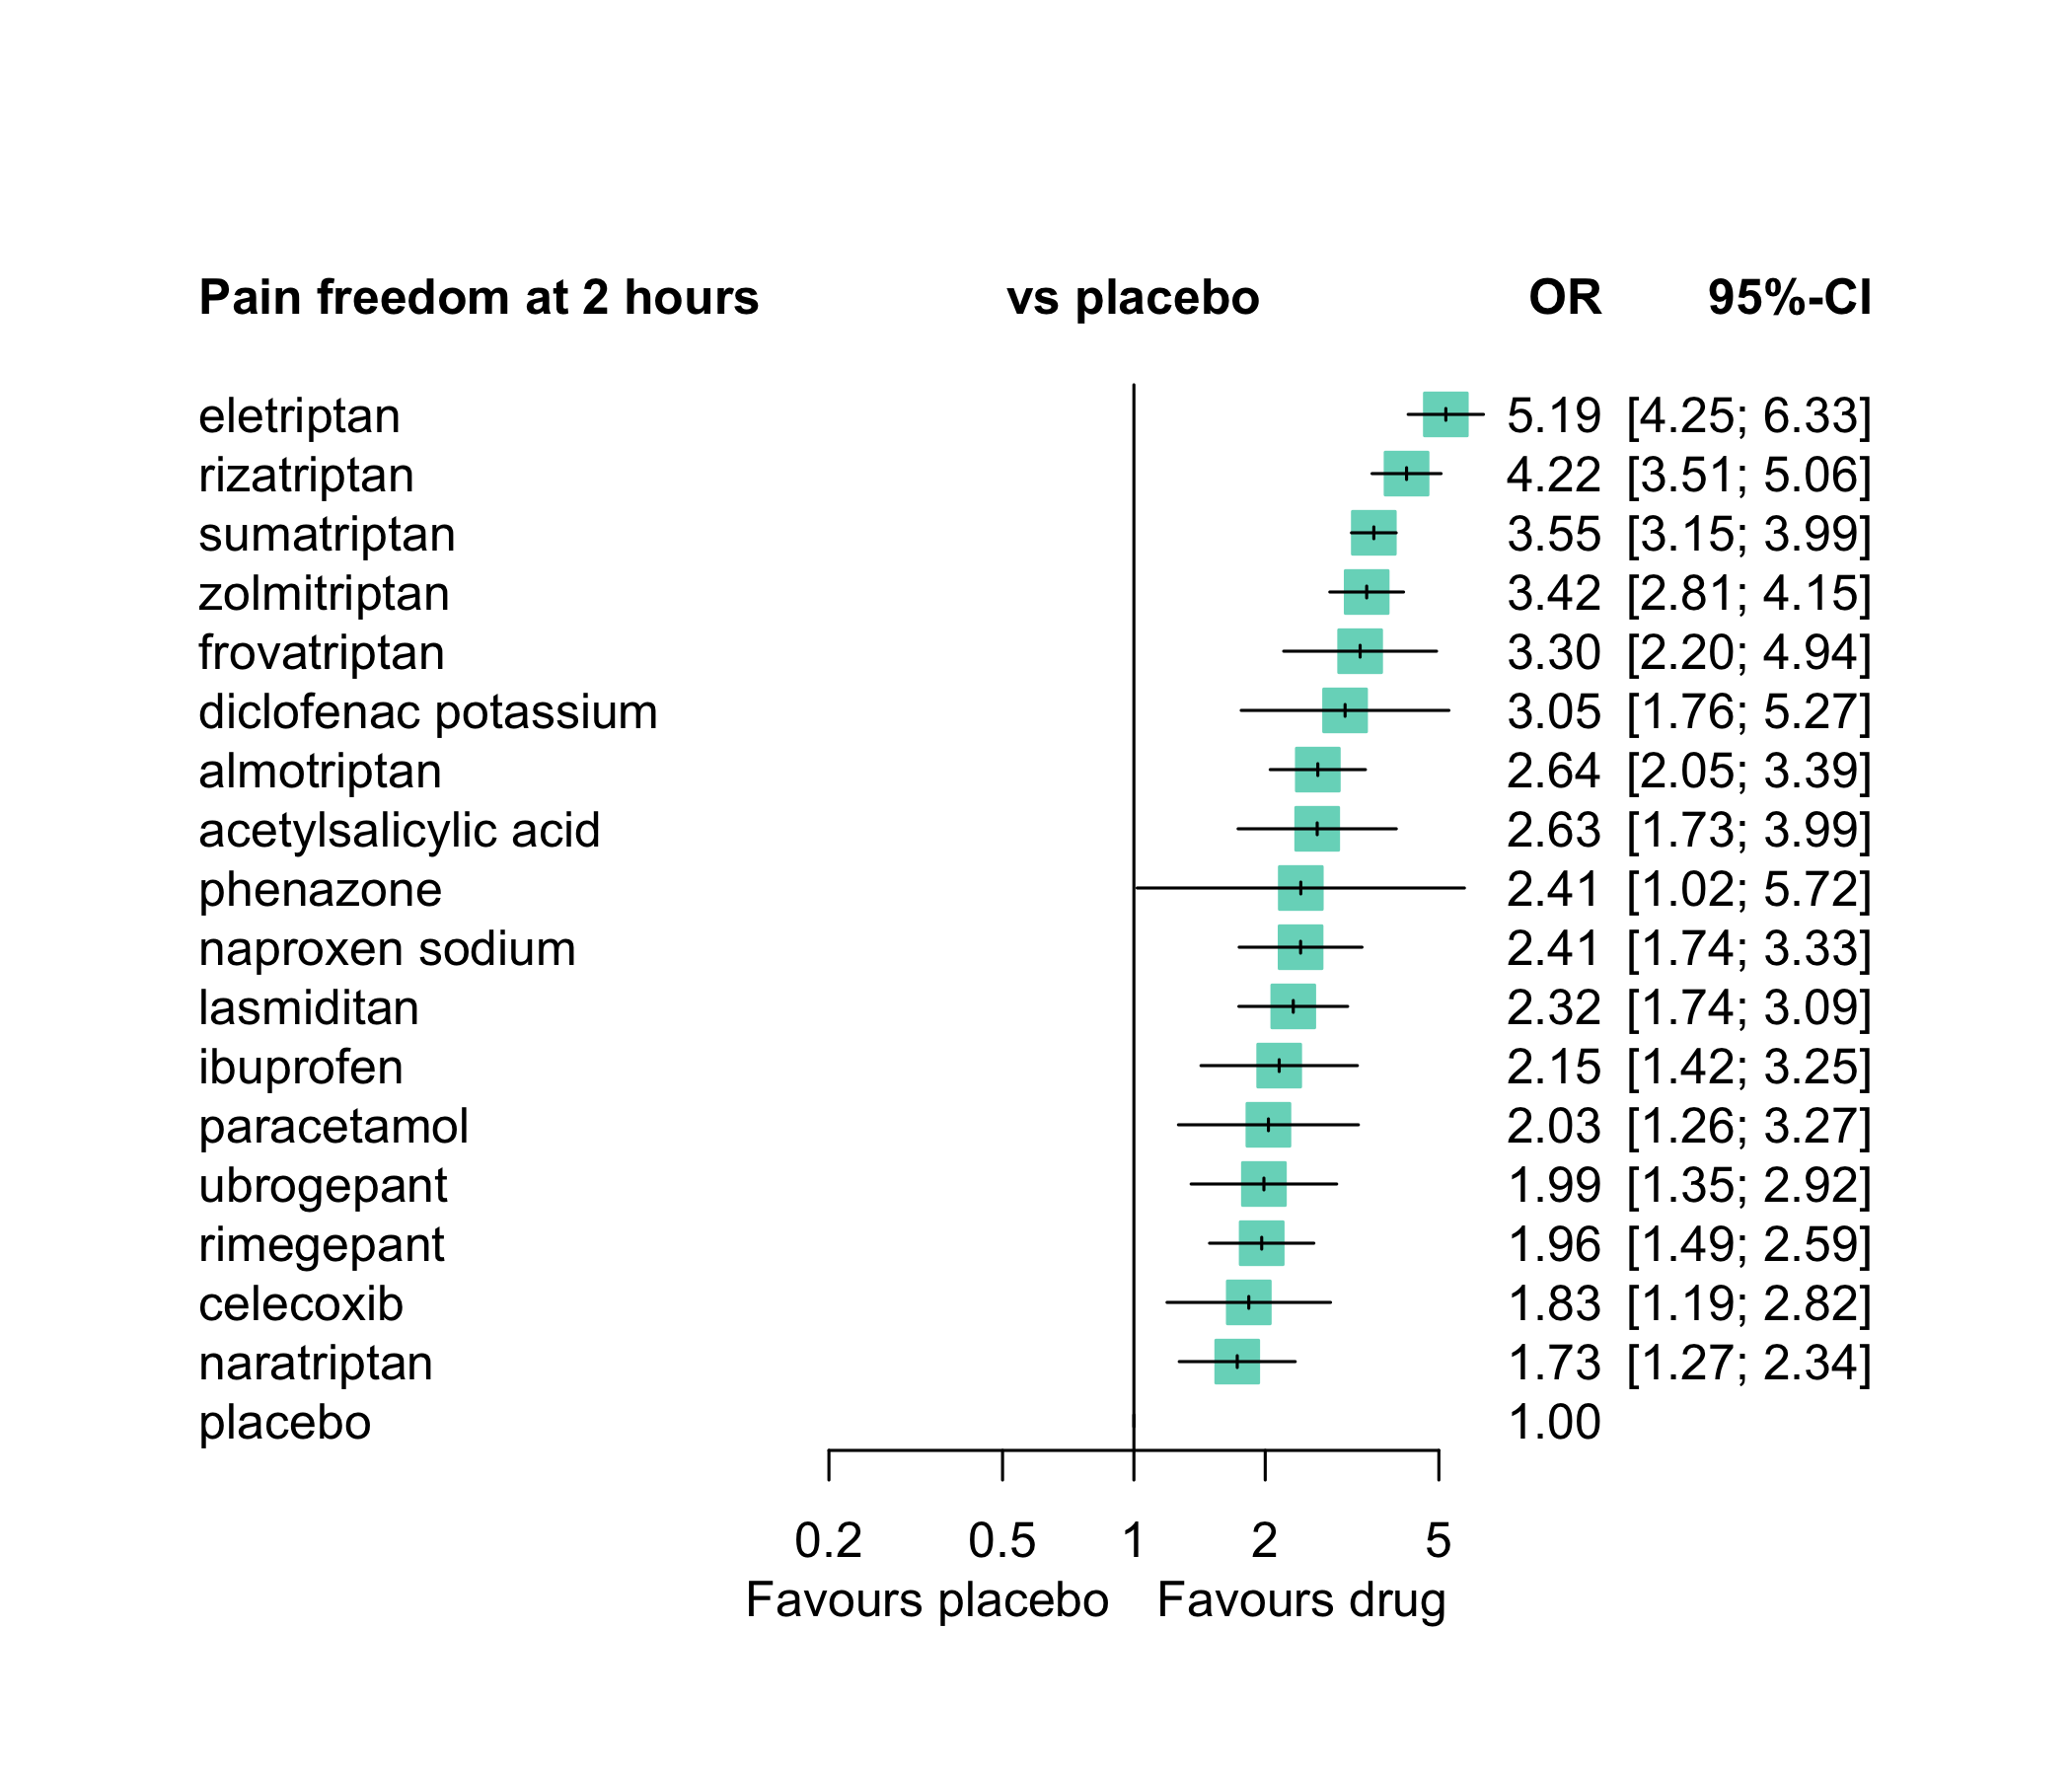 Pain freedom at 2 hours vs placebo OR 95%-CI
eletriptan 5.19 [4.25; 6.33]
rizatriptan 4.22 [3.51; 5.06]
sumatriptan 3.55 [3.15; 3.99]
zolmitriptan 3.42 [2.81; 4.15]
frovatriptan 3.30 [2.20; 4.94]
diclofenac potassium 3.05 [1.76; 5.27]
almotriptan 2.64 [2.05; 3.39]
acetylsalicylic acid 2.63 [1.73; 3.99]
phenazone 2.41 [1.02; 5.72]
naproxen sodium 2.41 [1.74; 3.33]
lasmiditan 2.32 [1.74; 3.09]
ibuprofen 2.15 [1.42; 3.25]
paracetamol 2.03 [1.26; 3.27]
ubrogepant 1.99 [1.35; 2.92]
rimegepant 1.96 [1.49; 2.59]
celecoxib 1.83 [1.19; 2.82]
naratriptan 1.73 [1.27; 2.34]
placebo 1.00
0.2 0.5 1 2 5
Favours placebo Favours drug